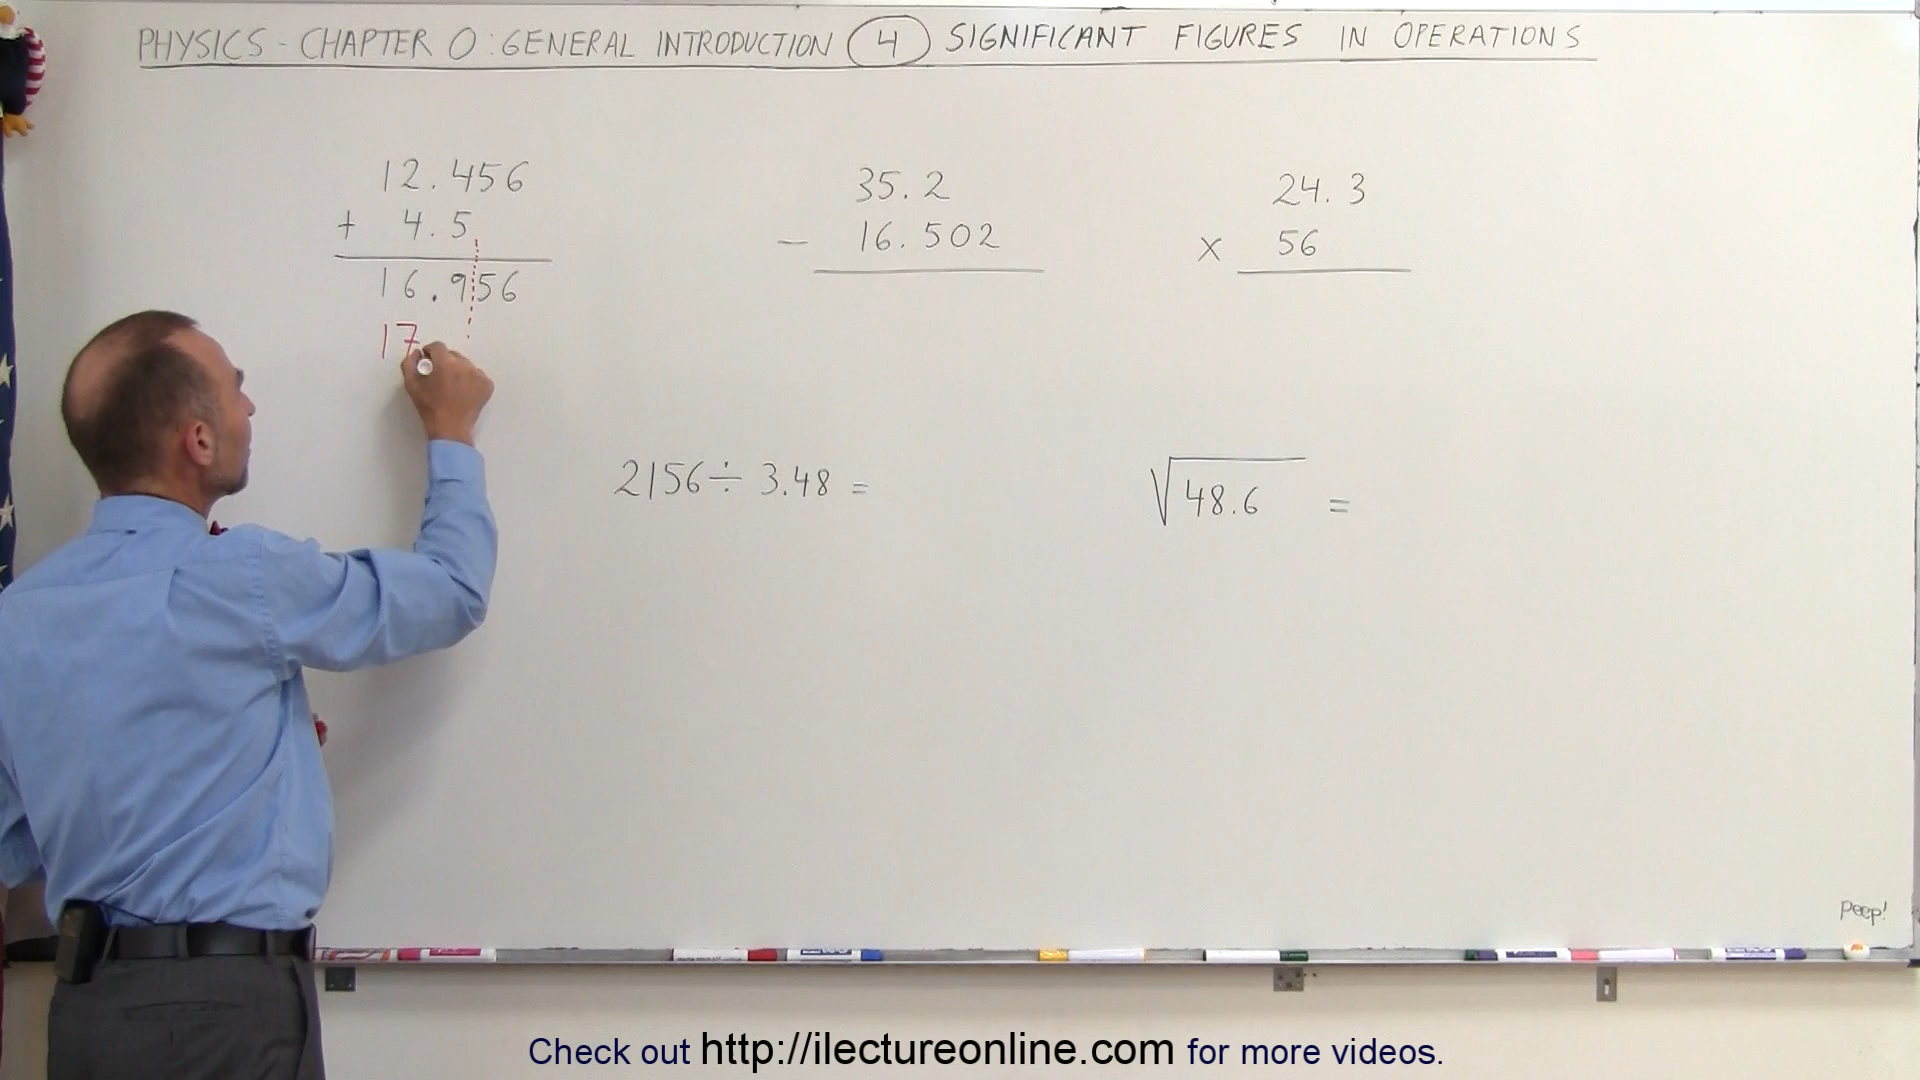 PHYSICS - CHAPTER 0: GENERAL INTRODUCTION 4 SIGNIFICANT FIGURES IN OPERATIONS
12.456
+ 4.5
16.956
17.
35.2
- 16.502
24.3
x 56
2156 ÷ 3.48 =
√48.6 =
Peep!
Check out http://ilectureonline.com for more videos.